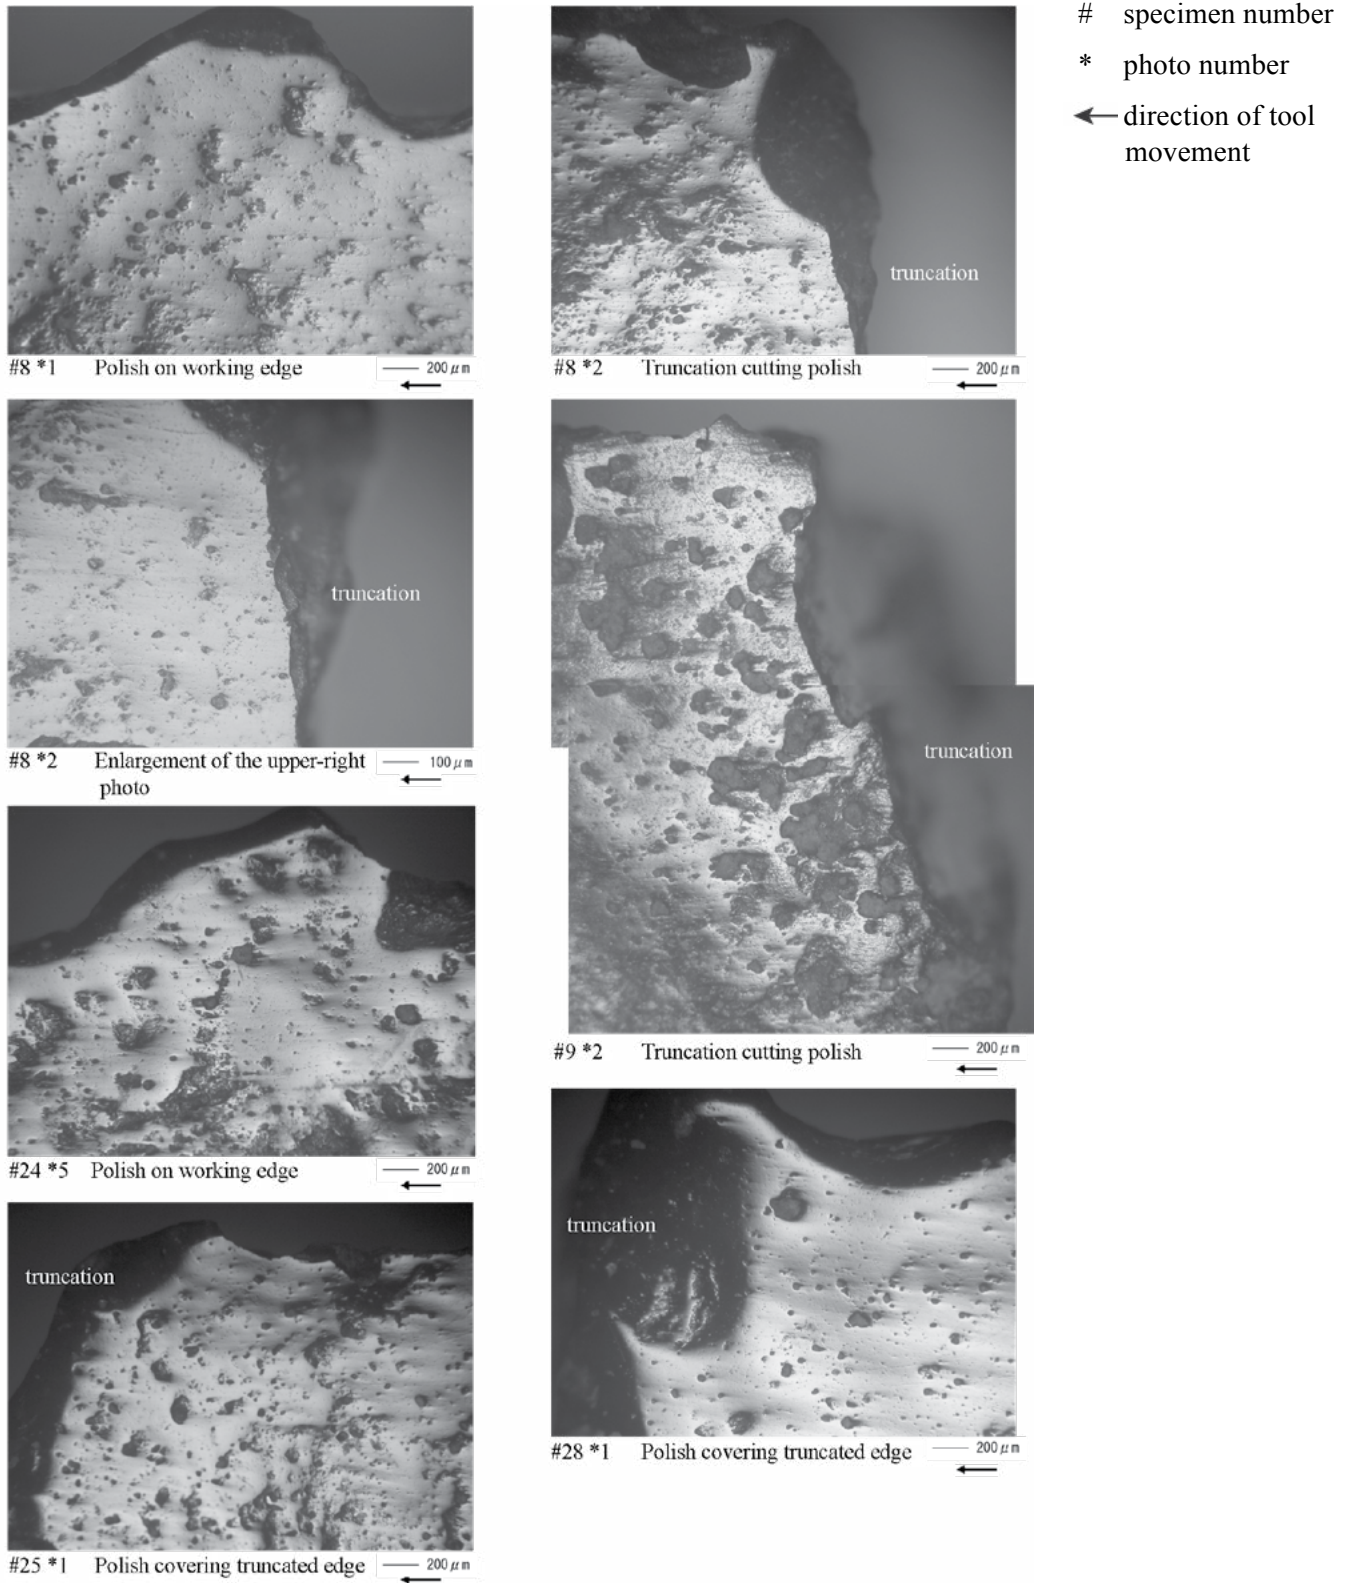 # specimen number
* photo number
direction of tool
movement
truncation
#8 *1 Polish on working edge 200 μm
#8 *2 Truncation cutting polish 200 μm
truncation
#8 *2 Enlargement of the upper-right 100 μm
photo
truncation
#9 *2 Truncation cutting polish 200 μm
#24 *5 Polish on working edge 200 μm
truncation
#28 *1 Polish covering truncated edge 200 μm
truncation
#25 *1 Polish covering truncated edge 200 μm